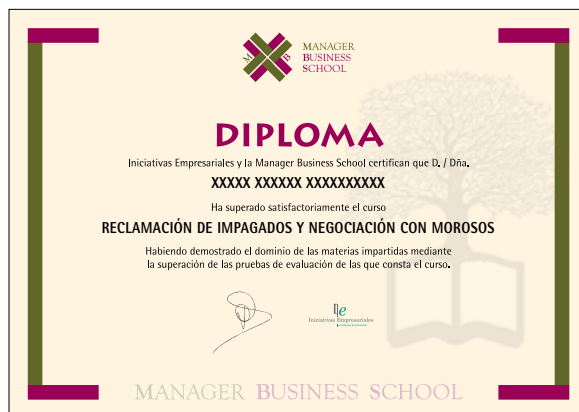 M B
MANAGER
BUSINESS
SCHOOL
DIPLOMA
Iniciativas Empresariales y la Manager Business School certifican que D. / Dña.
XXXXX XXXXXX XXXXXXXXXX
Ha superado satisfactoriamente el curso
RECLAMACIÓN DE IMPAGADOS Y NEGOCIACIÓN CON MOROSOS
Habiendo demostrado el dominio de las materias impartidas mediante
la superación de las pruebas de evaluación de las que consta el curso.
Iniciativas Empresariales
MANAGER BUSINESS SCHOOL